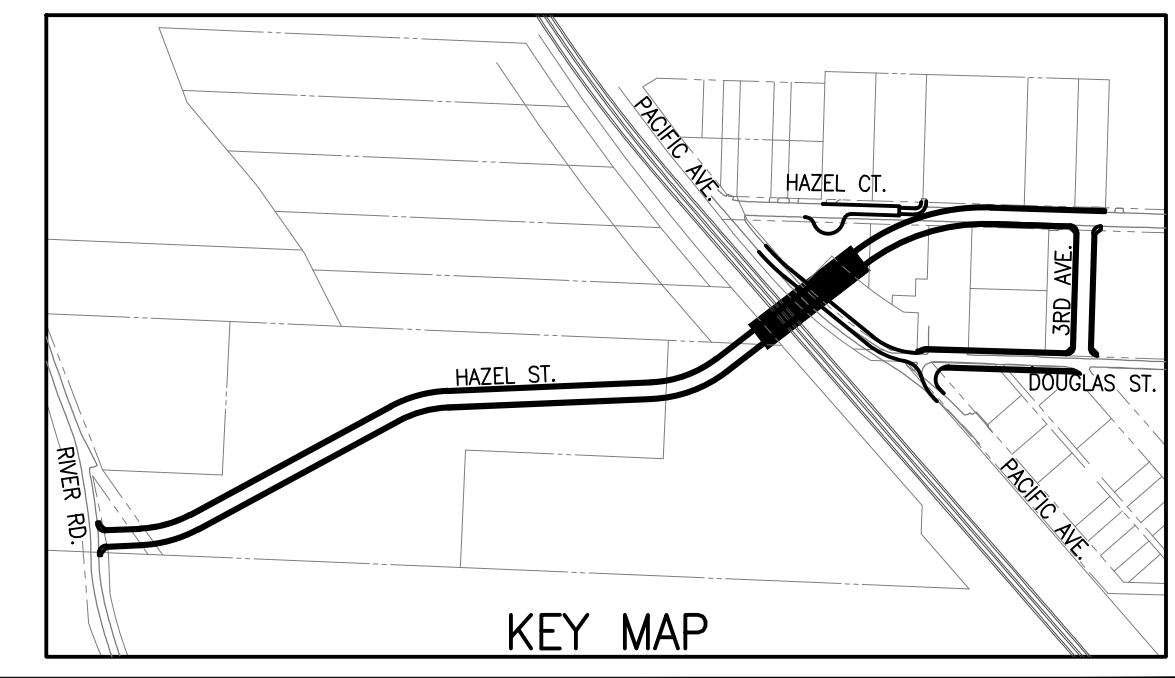 PACIFIC AVE.
HAZEL CT.
3RD AVE.
HAZEL ST.
DOUGLAS ST.
RIVER RD.
PACIFIC AVE.
KEY MAP